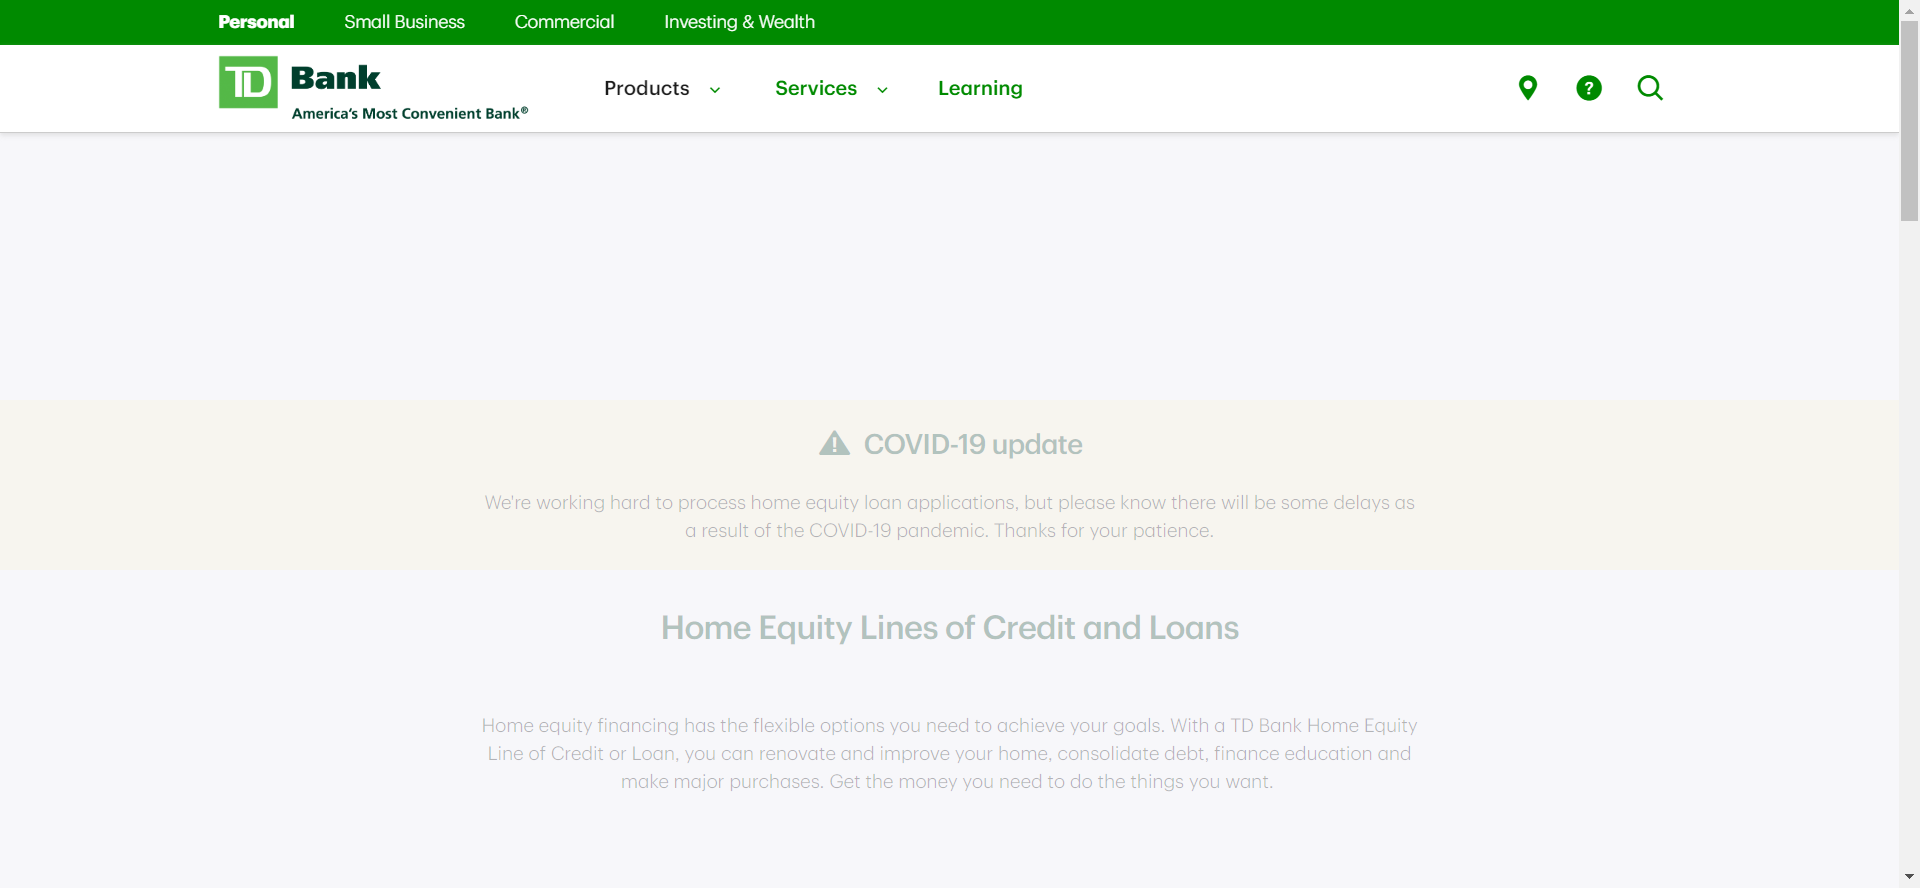 Personal Small Business Commercial Investing & Wealth
TD Bank
America's Most Convenient Bank®
Products Services Learning
?
COVID-19 update
We're working hard to process home equity loan applications, but please know there will be some delays as
a result of the COVID-19 pandemic. Thanks for your patience.
Home Equity Lines of Credit and Loans
Home equity financing has the flexible options you need to achieve your goals. With a TD Bank Home Equity
Line of Credit or Loan, you can renovate and improve your home, consolidate debt, finance education and
make major purchases. Get the money you need to do the things you want.